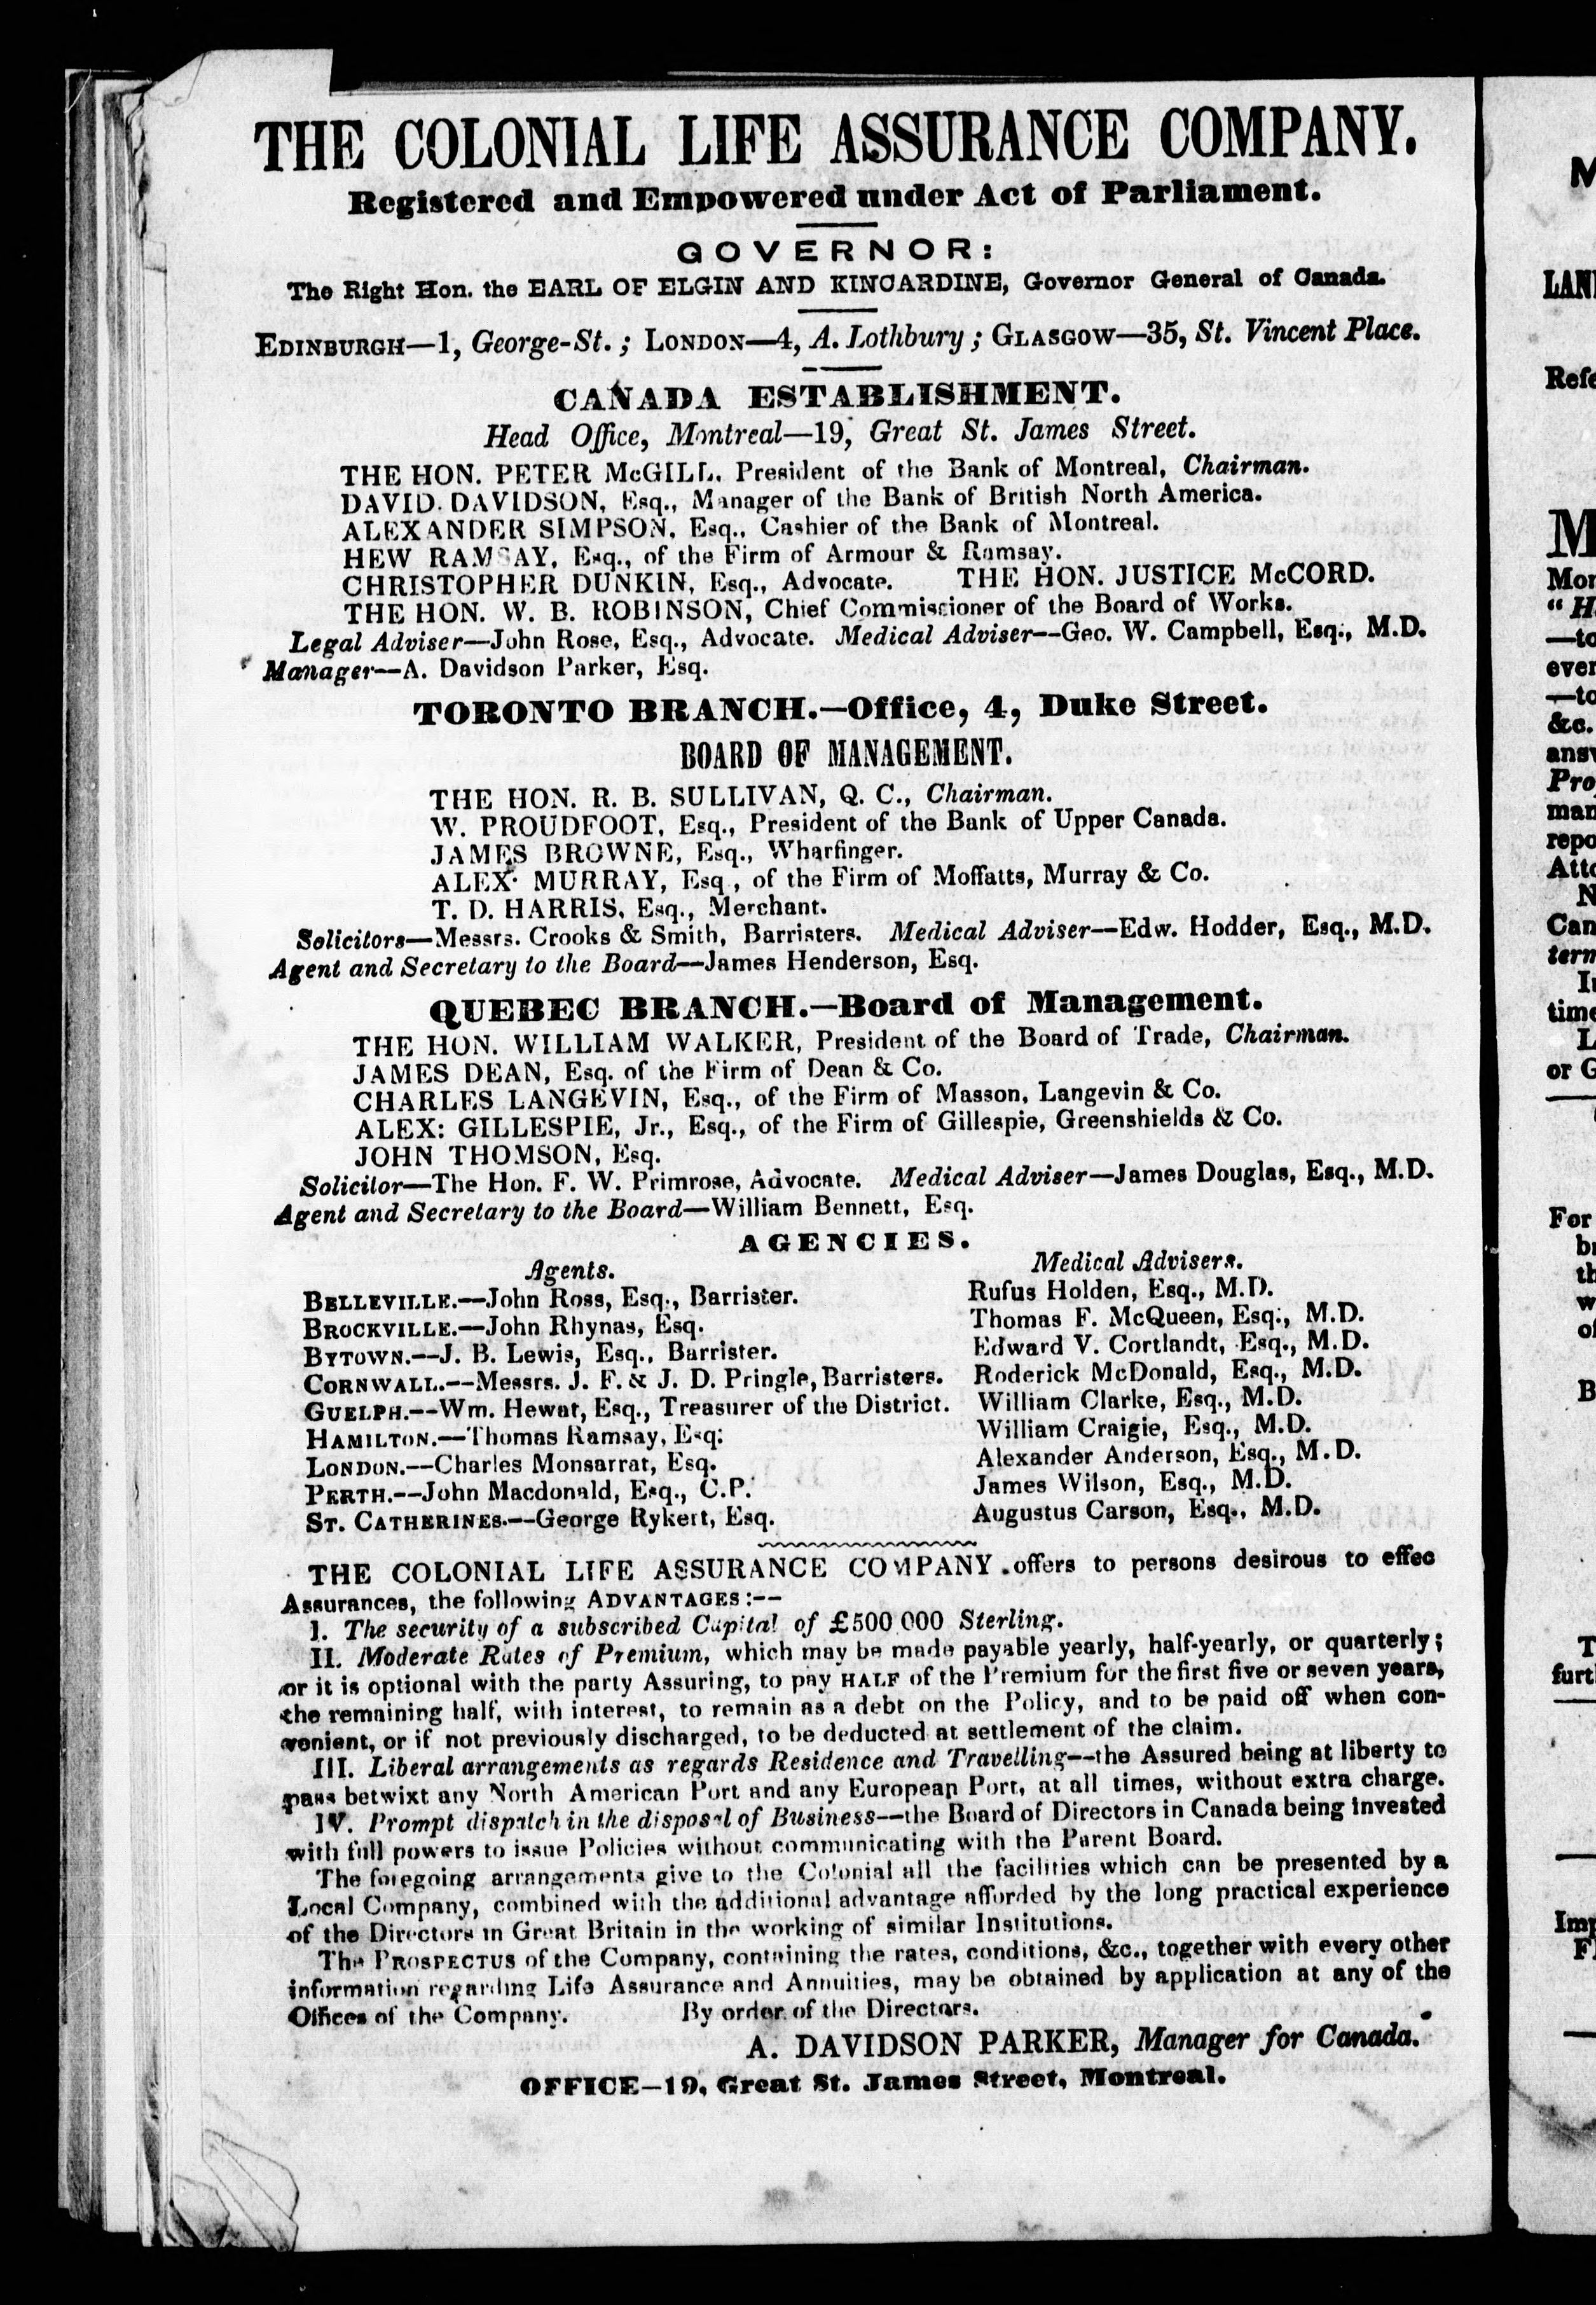 THE COLONIAL LIFE ASSURANCE COMPANY.
Registered and Empowered under Act of Parliament.
GOVERNOR:
The Right Hon. the EARL OF ELGIN AND KINCARDINE, Governor General of Canada.
EDINBURGH—1, George-St. ; LONDON—4, A. Lothbury ; GLASGOW—35, St. Vincent Place.
CANADA ESTABLISHMENT.
Head Office, Montreal—19, Great St. James Street.
THE HON. PETER McGILL, President of the Bank of Montreal, Chairman.
DAVID DAVIDSON, Esq., Manager of the Bank of British North America.
ALEXANDER SIMPSON, Esq., Cashier of the Bank of Montreal.
HEW RAMSAY, Esq., of the Firm of Armour & Ramsay.
CHRISTOPHER DUNKIN, Esq., Advocate. THE HON. JUSTICE McCORD.
THE HON. W. B. ROBINSON, Chief Commissioner of the Board of Works.
Legal Adviser—John Rose, Esq., Advocate. Medical Adviser--Geo. W. Campbell, Esq., M.D.
Manager—A. Davidson Parker, Esq.
TORONTO BRANCH.—Office, 4, Duke Street.
BOARD OF MANAGEMENT.
THE HON. R. B. SULLIVAN, Q. C., Chairman.
W. PROUDFOOT, Esq., President of the Bank of Upper Canada.
JAMES BROWNE, Esq., Wharfinger.
ALEX. MURRAY, Esq., of the Firm of Moffatts, Murray & Co.
T. D. HARRIS, Esq., Merchant.
Solicitors—Messrs. Crooks & Smith, Barristers. Medical Adviser—Edw. Hodder, Esq., M.D.
Agent and Secretary to the Board—James Henderson, Esq.
QUEBEC BRANCH.—Board of Management.
THE HON. WILLIAM WALKER, President of the Board of Trade, Chairman.
JAMES DEAN, Esq. of the Firm of Dean & Co.
CHARLES LANGEVIN, Esq., of the Firm of Masson, Langevin & Co.
ALEX: GILLESPIE, Jr., Esq., of the Firm of Gillespie, Greenshields & Co.
JOHN THOMSON, Esq.
Solicitor—The Hon. F. W. Primrose, Advocate. Medical Adviser—James Douglas, Esq., M.D.
Agent and Secretary to the Board—William Bennett, Esq.
AGENCIES.
Agents. Medical Advisers.
BELLEVILLE.—John Ross, Esq., Barrister. Rufus Holden, Esq., M.D.
BROCKVILLE.—John Rhynas, Esq. Thomas F. McQueen, Esq., M.D.
BYTOWN.--J. B. Lewis, Esq., Barrister. Edward V. Cortlandt, Esq., M.D.
CORNWALL.--Messrs. J. F. & J. D. Pringle, Barristers. Roderick McDonald, Esq., M.D.
GUELPH.--Wm. Hewat, Esq., Treasurer of the District. William Clarke, Esq., M.D.
HAMILTON.—Thomas Ramsay, Esq. William Craigie, Esq., M.D.
LONDON.--Charles Monsarrat, Esq. Alexander Anderson, Esq., M.D.
PERTH.--John Macdonald, Esq., C.P. James Wilson, Esq., M.D.
ST. CATHERINES.--George Rykert, Esq. Augustus Carson, Esq., M.D.
THE COLONIAL LIFE ASSURANCE COMPANY offers to persons desirous to effec
Assurances, the following ADVANTAGES :--
I. The security of a subscribed Capital of £500 000 Sterling.
II. Moderate Rates of Premium, which may be made payable yearly, half-yearly, or quarterly;
or it is optional with the party Assuring, to pay HALF of the Premium for the first five or seven years,
the remaining half, with interest, to remain as a debt on the Policy, and to be paid off when con-
venient, or if not previously discharged, to be deducted at settlement of the claim.
III. Liberal arrangements as regards Residence and Travelling--the Assured being at liberty to
pass betwixt any North American Port and any European Port, at all times, without extra charge.
IV. Prompt dispatch in the disposal of Business--the Board of Directors in Canada being invested
with full powers to issue Policies without communicating with the Parent Board.
The foregoing arrangements give to the Colonial all the facilities which can be presented by a
Local Company, combined with the additional advantage afforded by the long practical experience
of the Directors in Great Britain in the working of similar Institutions.
The PROSPECTUS of the Company, containing the rates, conditions, &c., together with every other
information regarding Life Assurance and Annuities, may be obtained by application at any of the
Offices of the Company. By order of the Directors.
A. DAVIDSON PARKER, Manager for Canada.
OFFICE—19, Great St. James Street, Montreal.